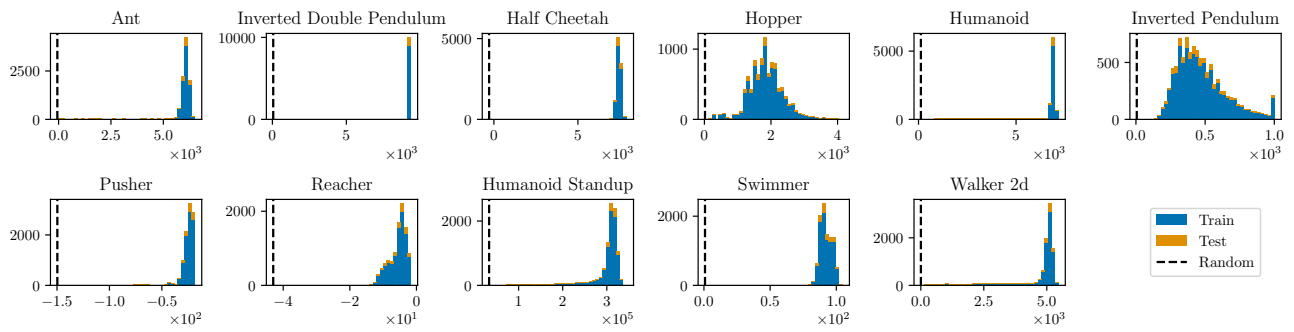 Ant
2500
0
0.0 2.5 5.0
×10³
Inverted Double Pendulum
10000
0
0 5
×10³
Half Cheetah
5000
0
0 5
×10³
Hopper
1000
0
0 2 4
×10³
Humanoid
5000
0
0 5
×10³
Inverted Pendulum
500
0
0.0 0.5 1.0
×10³
Pusher
2500
0
−1.5 −1.0 −0.5
×10²
Reacher
2000
0
−4 −2 0
×10¹
Humanoid Standup
2000
0
1 2 3
×10⁵
Swimmer
2000
0
0.0 0.5 1.0
×10²
Walker 2d
2500
0
0.0 2.5 5.0
×10³
Train
Test
Random